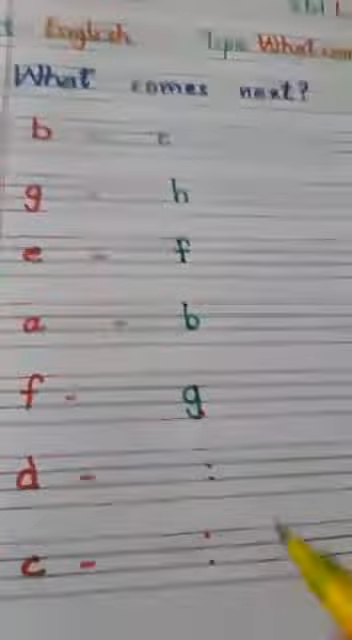 English
What comes next?
b - c
g - h
e - f
a - b
f - g
d -
c -